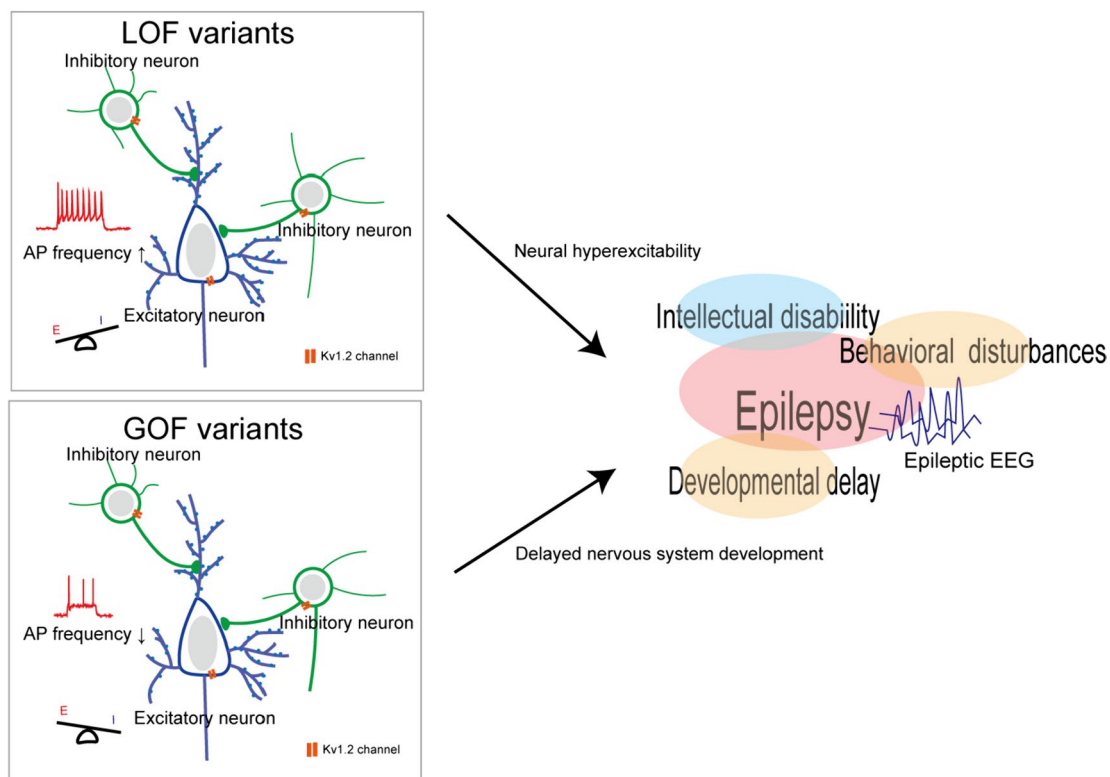 LOF variants
Inhibitory neuron
Inhibitory neuron
AP frequency ↑
Excitatory neuron
E
I
Kv1.2 channel
GOF variants
Inhibitory neuron
Inhibitory neuron
AP frequency ↓
Excitatory neuron
E
I
Kv1.2 channel
Neural hyperexcitability
Delayed nervous system development
Intellectual disabiility
Behavioral disturbances
Epilepsy
Epileptic EEG
Developmental delay